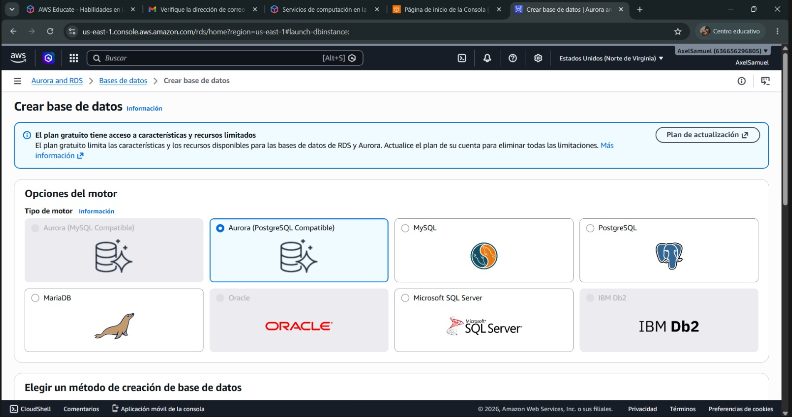 AWS Educate - Habilidades en
Verifique la dirección de correo
Servicios de computación en la
Página de inicio de la Consola
Crear base de datos | Aurora an
us-east-1.console.aws.amazon.com/rds/home?region=us-east-1#launch-dbinstance:
Centro educativo
aws
Buscar
[Alt+S]
Estados Unidos (Norte de Virginia)
AxelSamuel (636656296805)
AxelSamuel
Aurora and RDS
Bases de datos
Crear base de datos
Crear base de datos Información
El plan gratuito tiene acceso a características y recursos limitados
El plan gratuito limita las características y los recursos disponibles para las bases de datos de RDS y Aurora. Actualice el plan de su cuenta para eliminar todas las limitaciones. Más
información
Plan de actualización
Opciones del motor
Tipo de motor Información
Aurora (MySQL Compatible)
Aurora (PostgreSQL Compatible)
MySQL
PostgreSQL
MariaDB
Oracle
ORACLE
Microsoft SQL Server
Microsoft
SQL Server
IBM Db2
IBM Db2
Elegir un método de creación de base de datos
CloudShell
Comentarios
Aplicación móvil de la consola
© 2026, Amazon Web Services, Inc. o sus filiales.
Privacidad
Términos
Preferencias de cookies